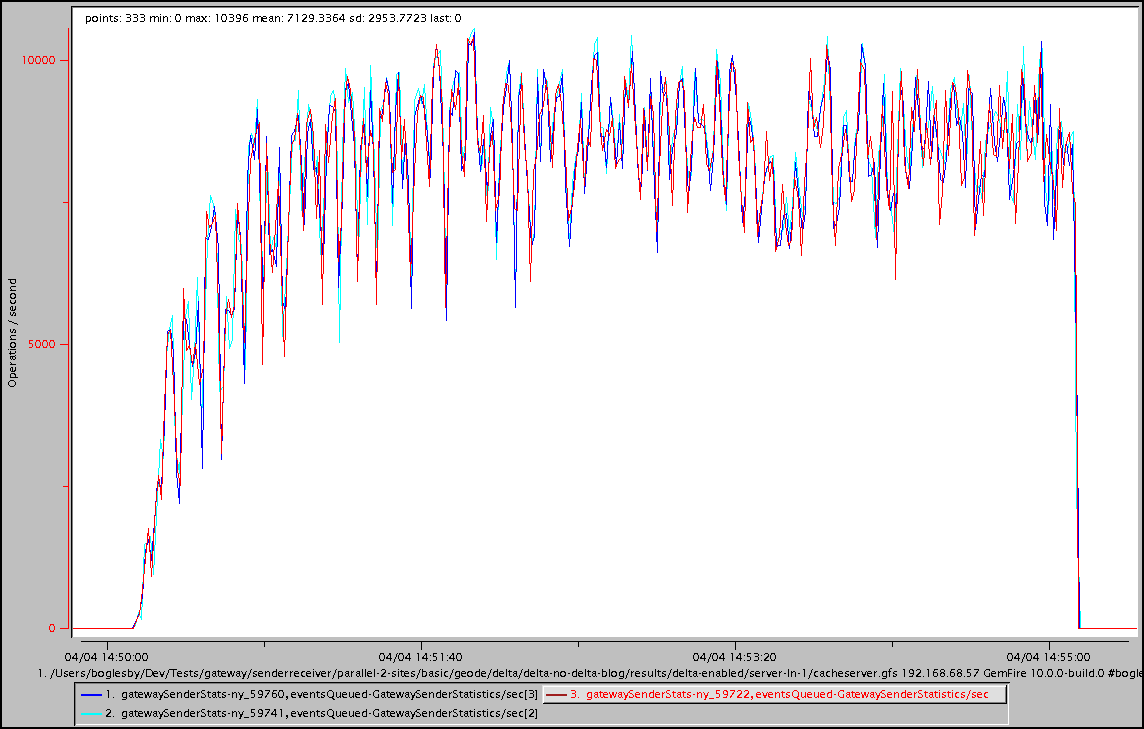 points: 333 min: 0 max: 10396 mean: 7129.3364 sd: 2953.7723 last: 0
10000
5000
0
Operations / second
04/04 14:50:00 04/04 14:51:40 04/04 14:53:20 04/04 14:55:00
1. /Users/boglesby/Dev/Tests/gateway/senderreceiver/parallel-2-sites/basic/geode/delta/delta-no-delta-blog/results/delta-enabled/server-ln-1/cacheserver.gfs 192.168.68.57 GemFire 10.0.0-build.0 #bogle
1. gatewaySenderStats-ny_59760,eventsQueued-GatewaySenderStatistics/sec[3]
3. gatewaySenderStats-ny_59722,eventsQueued-GatewaySenderStatistics/sec
2. gatewaySenderStats-ny_59741,eventsQueued-GatewaySenderStatistics/sec[2]